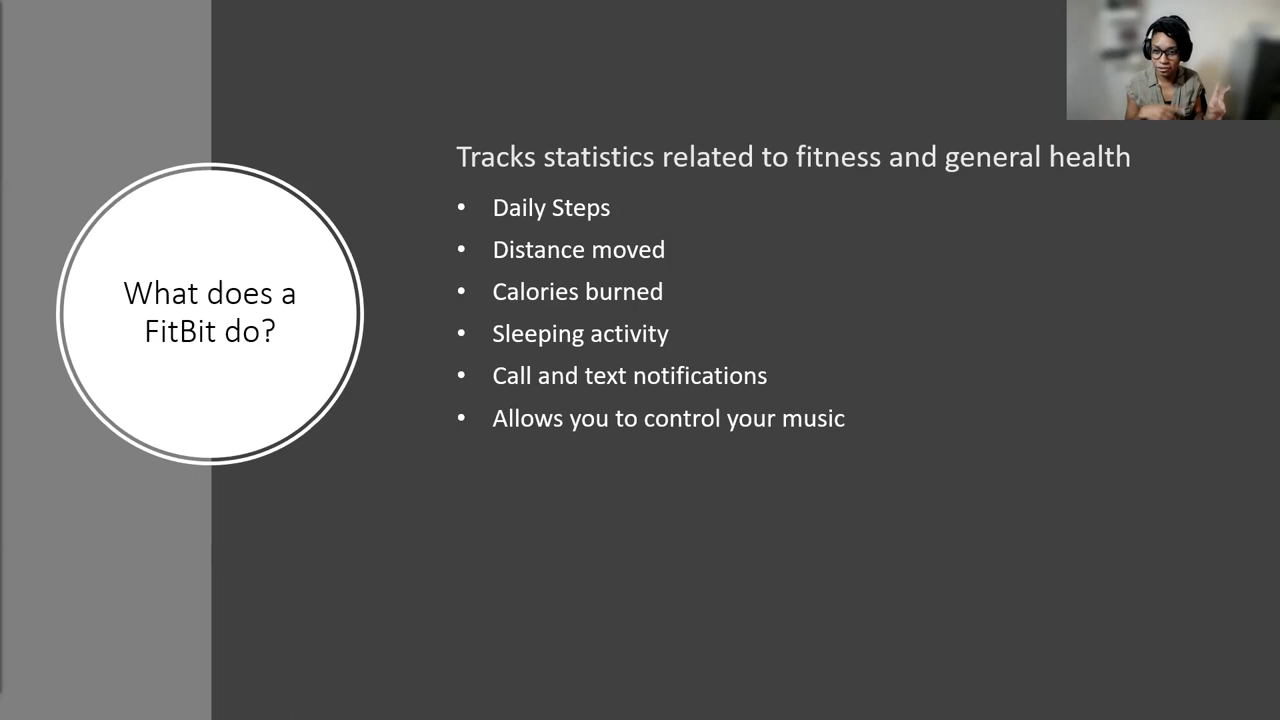 What does a
FitBit do?
Tracks statistics related to fitness and general health
• Daily Steps
• Distance moved
• Calories burned
• Sleeping activity
• Call and text notifications
• Allows you to control your music